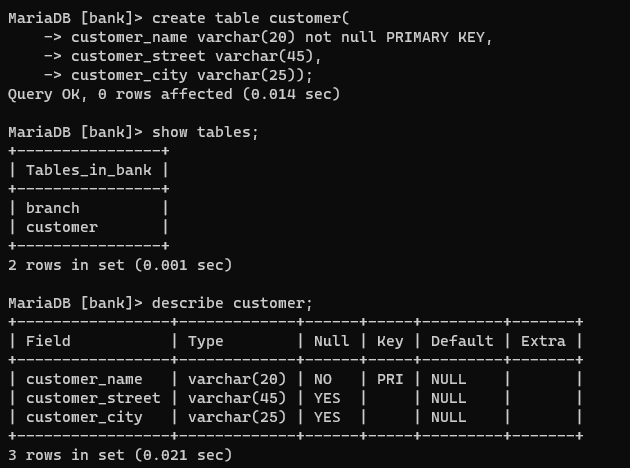 MariaDB [bank]> create table customer(
    -> customer_name varchar(20) not null PRIMARY KEY,
    -> customer_street varchar(45),
    -> customer_city varchar(25));
Query OK, 0 rows affected (0.014 sec)

MariaDB [bank]> show tables;
+----------------+
| Tables_in_bank |
+----------------+
| branch         |
| customer       |
+----------------+
2 rows in set (0.001 sec)

MariaDB [bank]> describe customer;
+-----------------+-------------+------+-----+---------+-------+
| Field           | Type        | Null | Key | Default | Extra |
+-----------------+-------------+------+-----+---------+-------+
| customer_name   | varchar(20) | NO   | PRI | NULL    |       |
| customer_street | varchar(45) | YES  |     | NULL    |       |
| customer_city   | varchar(25) | YES  |     | NULL    |       |
+-----------------+-------------+------+-----+---------+-------+
3 rows in set (0.021 sec)